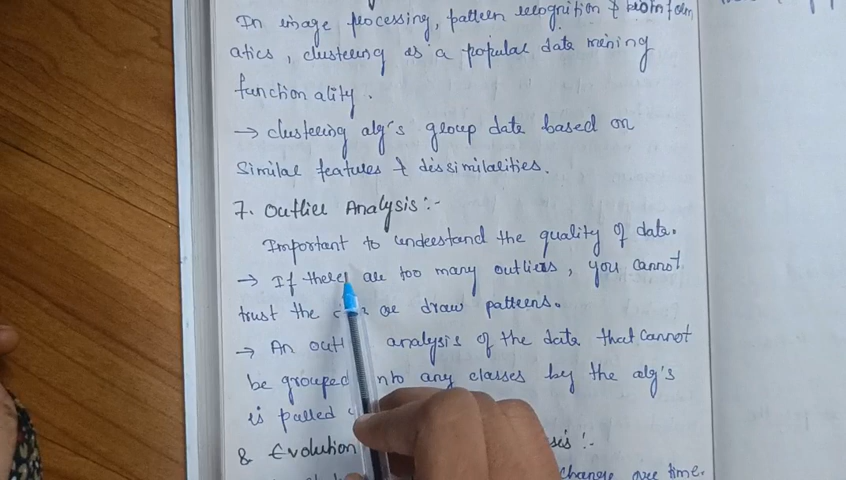 In image processing, pattern recognition & bioinform
atics, clustering as a popular data mining
functionality.
→ clustering alg's group data based on
similar features & dissimilarities.
7. Outlier Analysis:-
Important to understand the quality of data.
→ If there are too many outliers, you cannot
trust the or draw patterns.
→ An analysis of the data that cannot
be grouped into any classes by the alg's
is pulled
& Evolution :-
change over time.